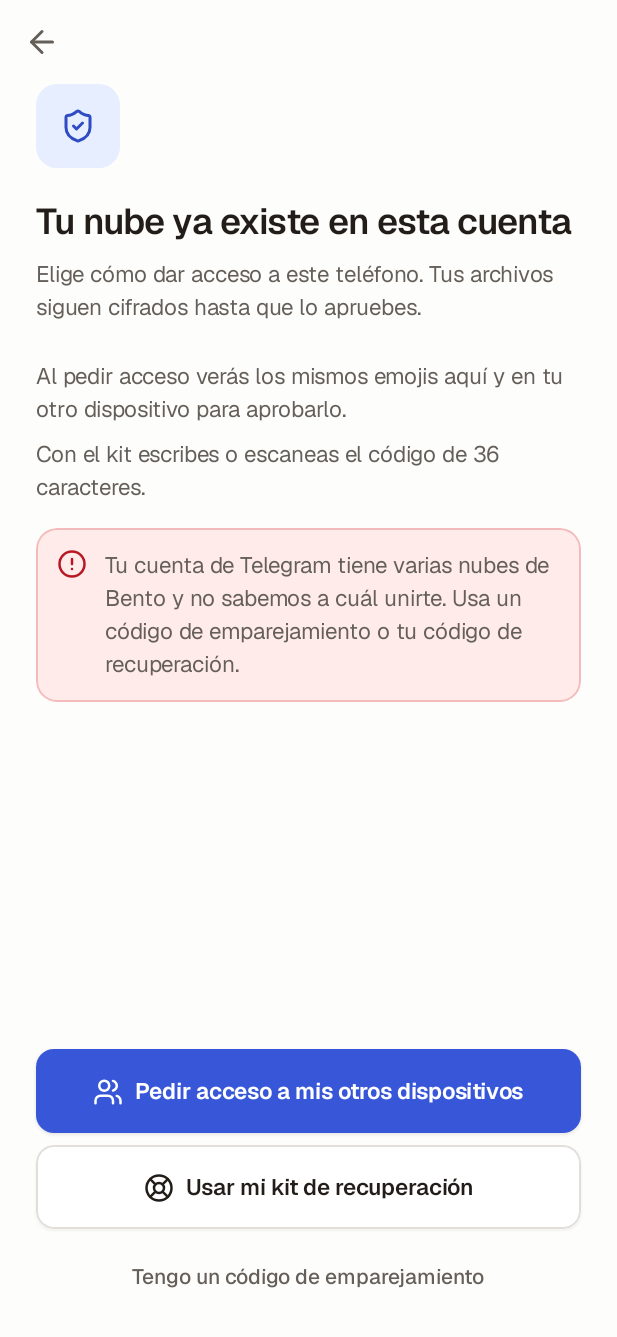 Tu nube ya existe en esta cuenta
Elige cómo dar acceso a este teléfono. Tus archivos
siguen cifrados hasta que lo apruebes.
Al pedir acceso verás los mismos emojis aquí y en tu
otro dispositivo para aprobarlo.
Con el kit escribes o escaneas el código de 36
caracteres.
Tu cuenta de Telegram tiene varias nubes de
Bento y no sabemos a cuál unirte. Usa un
código de emparejamiento o tu código de
recuperación.
Pedir acceso a mis otros dispositivos
Usar mi kit de recuperación
Tengo un código de emparejamiento